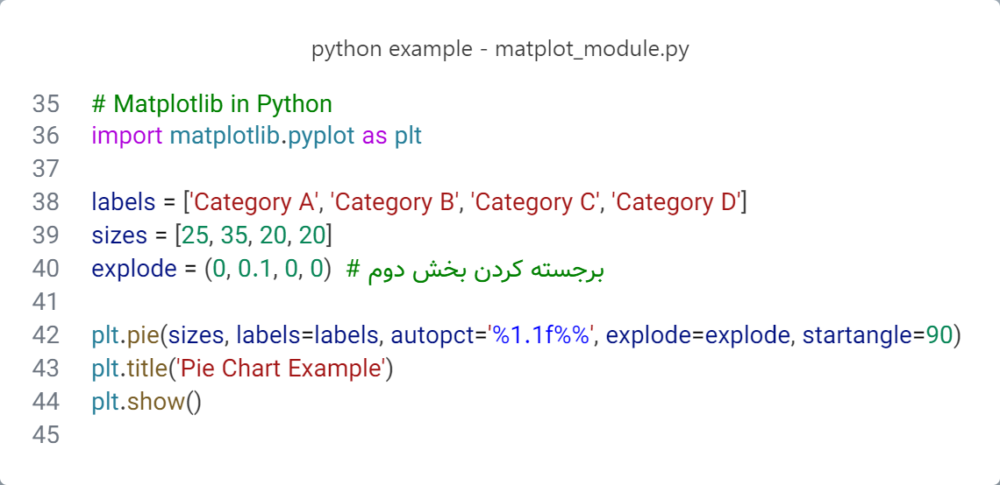 python example - matplot_module.py
35 # Matplotlib in Python
36 import matplotlib.pyplot as plt
37
38 labels = ['Category A', 'Category B', 'Category C', 'Category D']
39 sizes = [25, 35, 20, 20]
40 explode = (0, 0.1, 0, 0)  # برجسته کردن بخش دوم
41
42 plt.pie(sizes, labels=labels, autopct='%1.1f%%', explode=explode, startangle=90)
43 plt.title('Pie Chart Example')
44 plt.show()
45